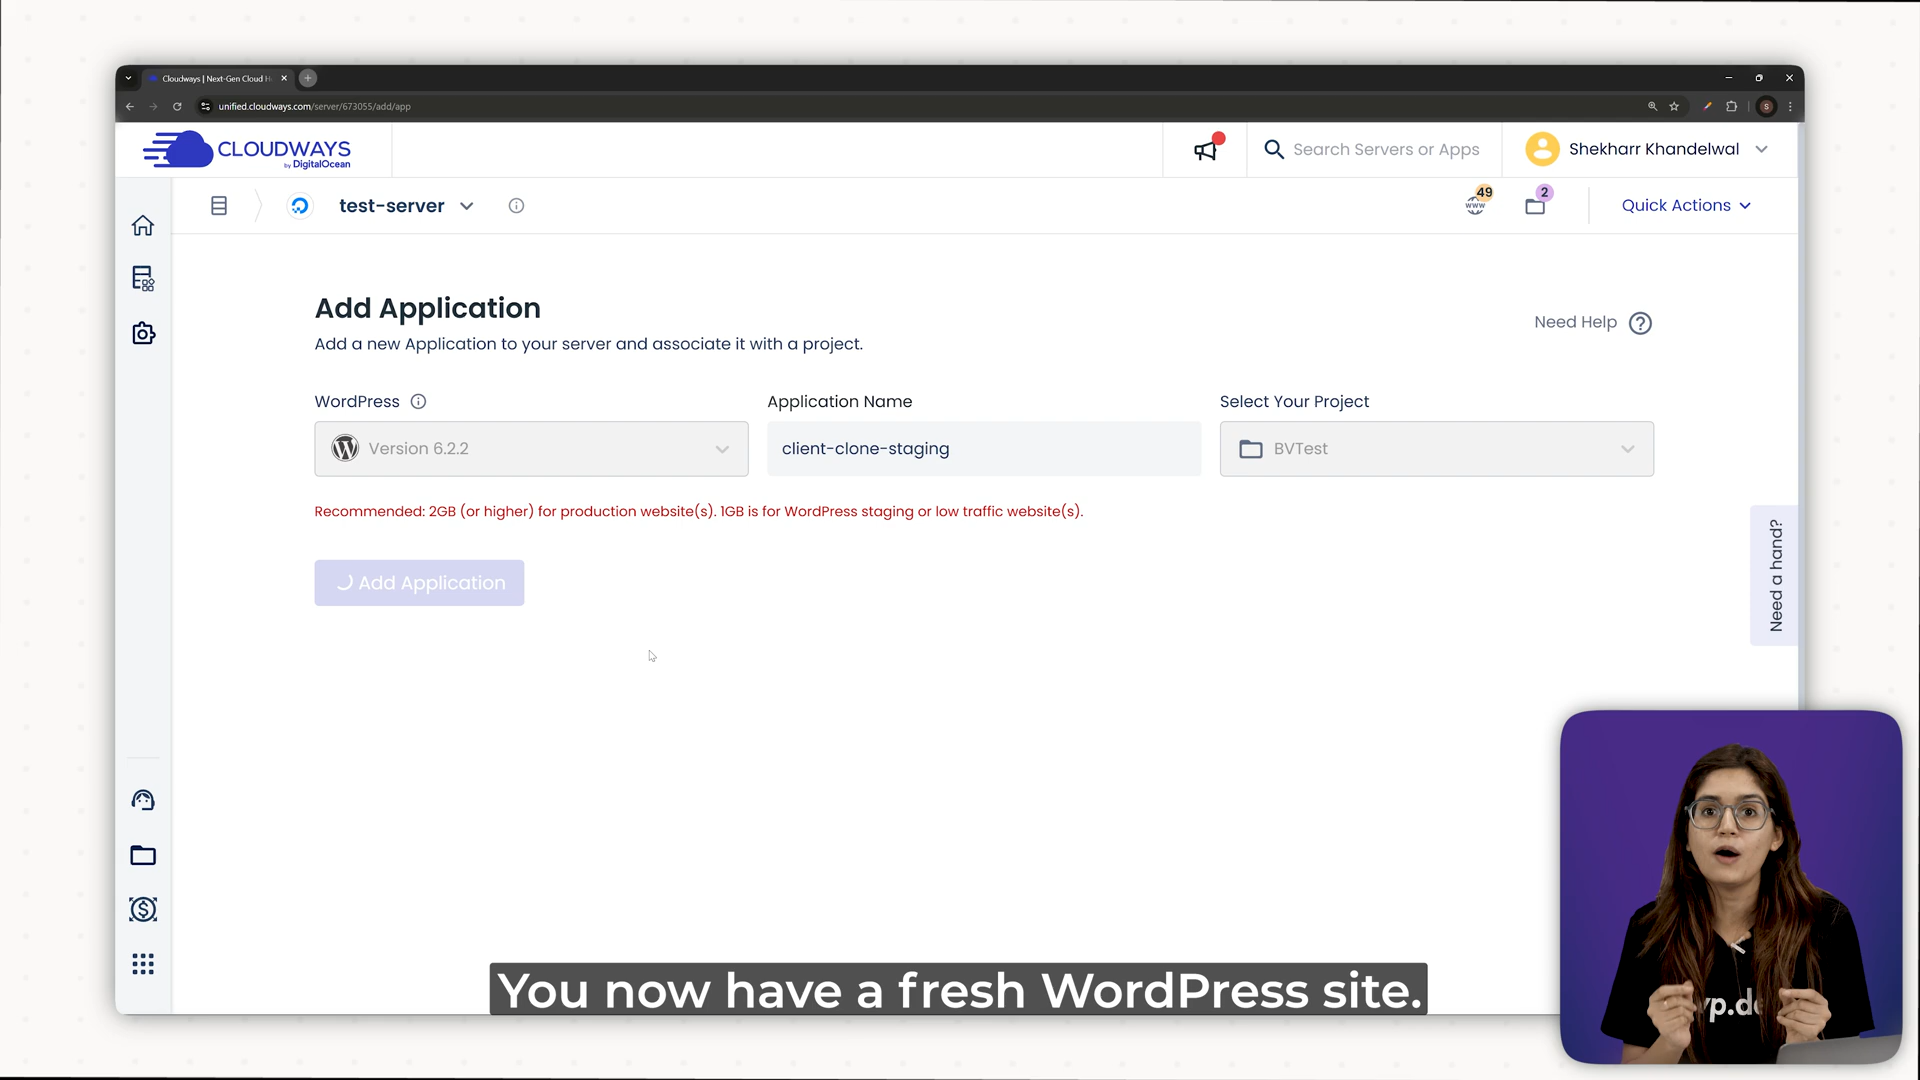 Cloudways | Next-Gen Cloud H
unified.cloudways.com/server/673055/add/app
CLOUDWAYS
by DigitalOcean
Search Servers or Apps
Shekharr Khandelwal
test-server
49
www
2
Quick Actions
Add Application
Add a new Application to your server and associate it with a project.
Need Help
WordPress
Application Name
Select Your Project
Version 6.2.2
client-clone-staging
BVTest
Recommended: 2GB (or higher) for production website(s). 1GB is for WordPress staging or low traffic website(s).
Add Application
Need a hand?
You now have a fresh WordPress site.